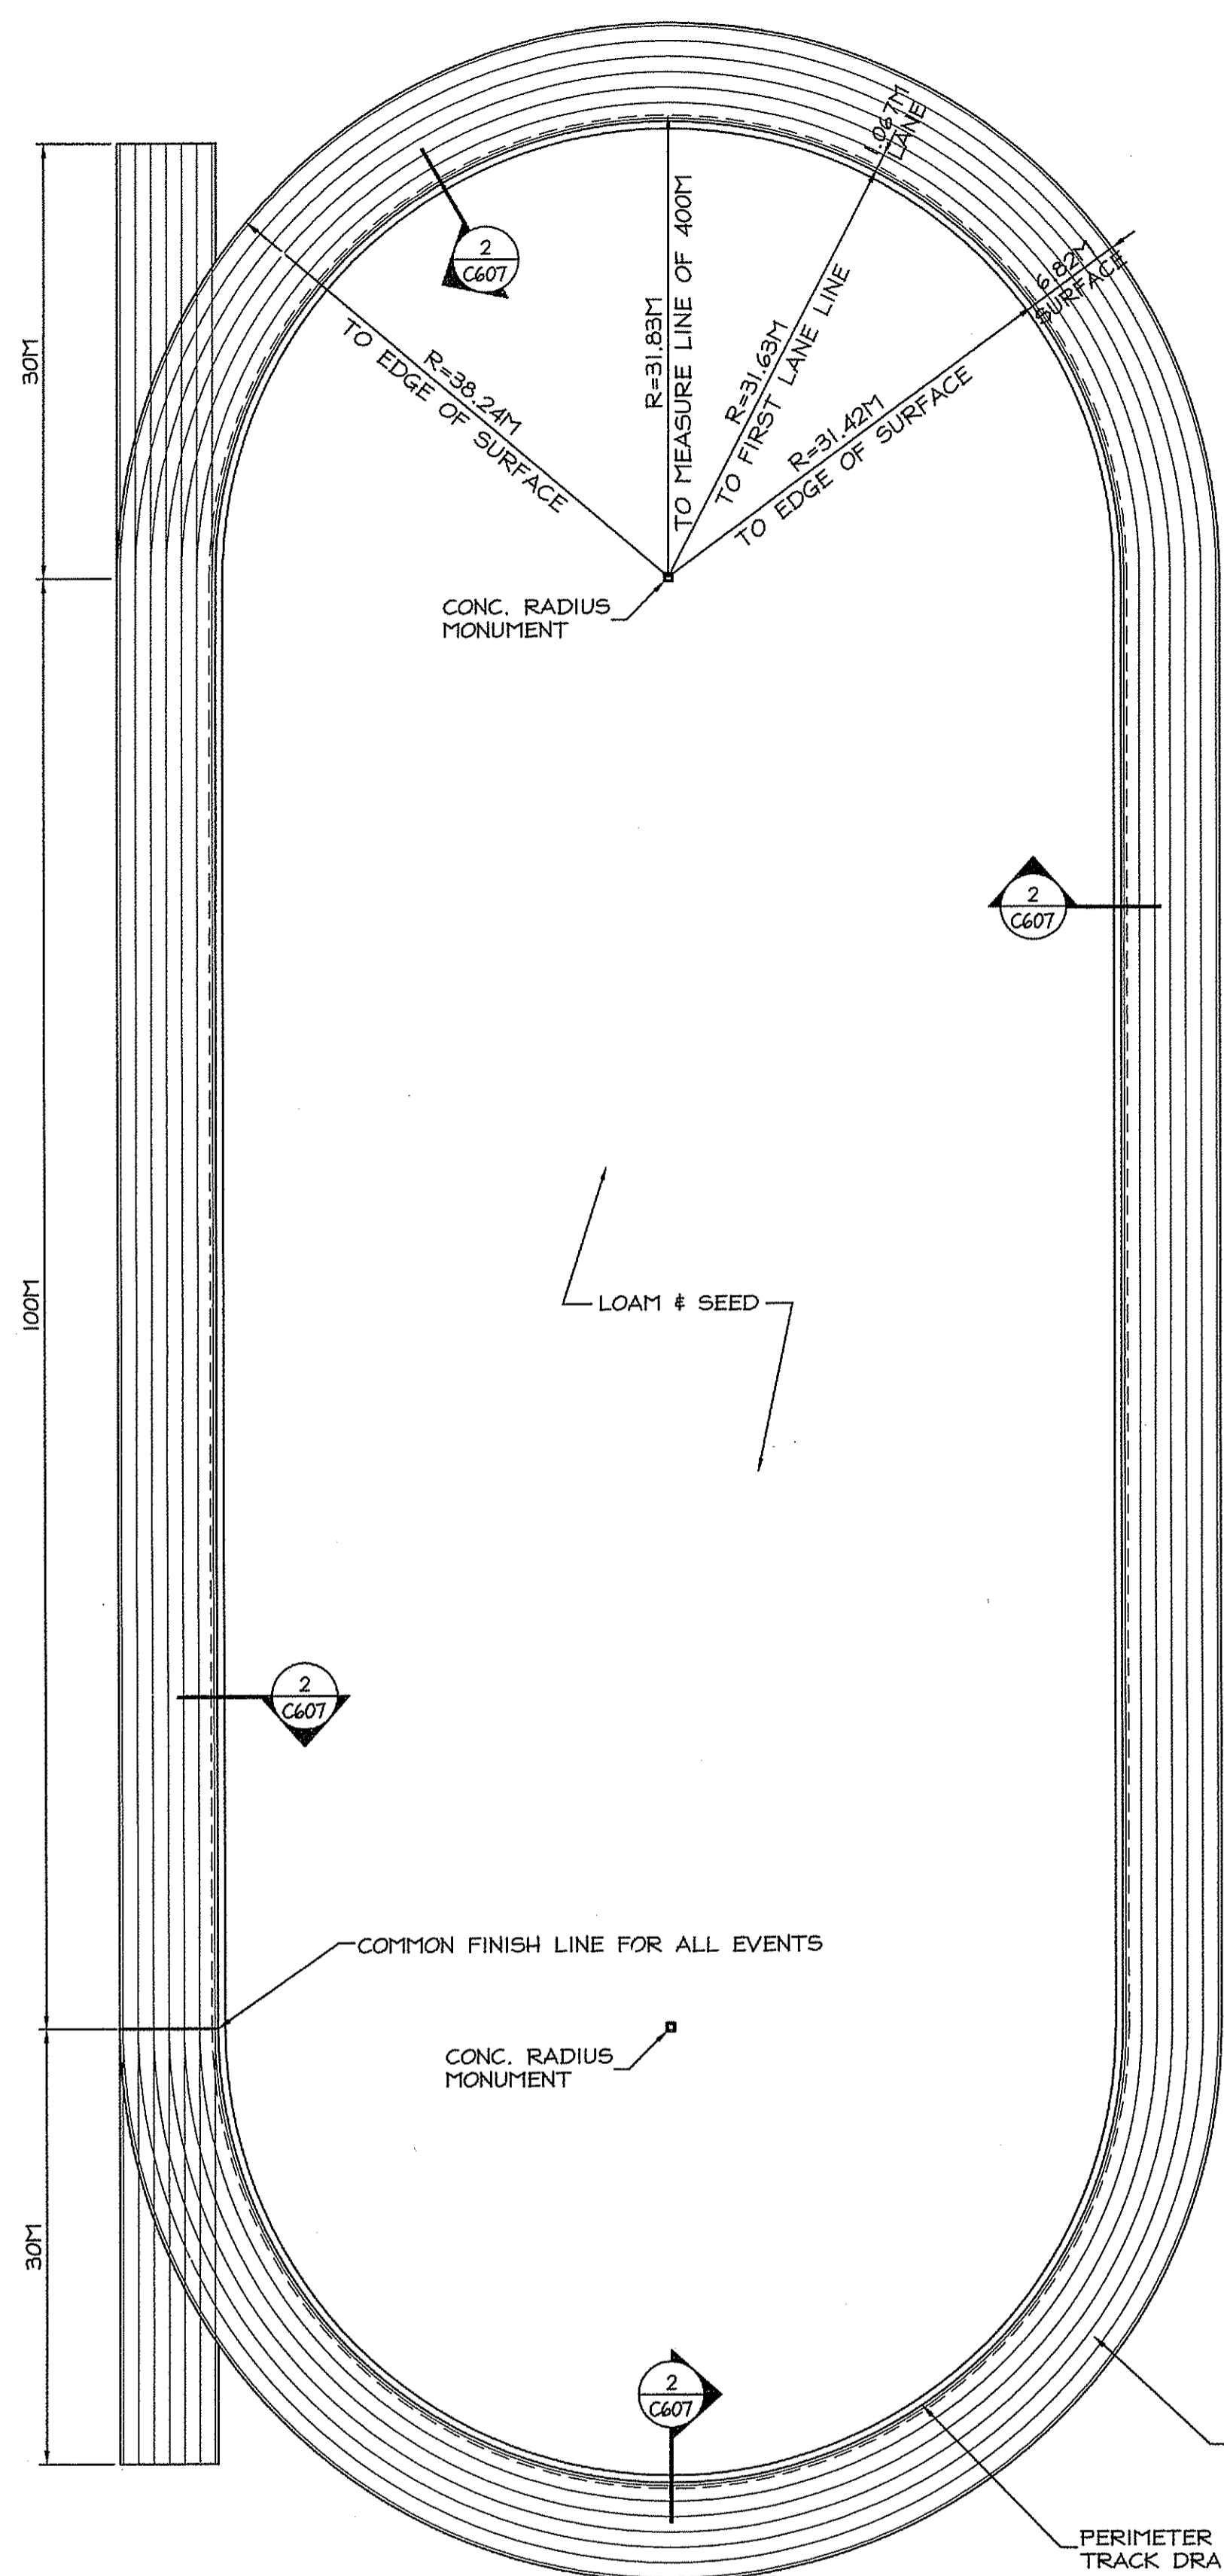 1.067M
LANE
6.82M
SURFACE
2
C607
R=38.24M
TO EDGE OF SURFACE
R=31.83M
TO MEASURE LINE OF 400M
R=31.63M
TO FIRST LANE LINE
R=31.42M
TO EDGE OF SURFACE
30M
CONC. RADIUS
MONUMENT
2
C607
100M
LOAM & SEED
2
C607
COMMON FINISH LINE FOR ALL EVENTS
CONC. RADIUS
MONUMENT
30M
2
C607
PERIMETER
TRACK DRA